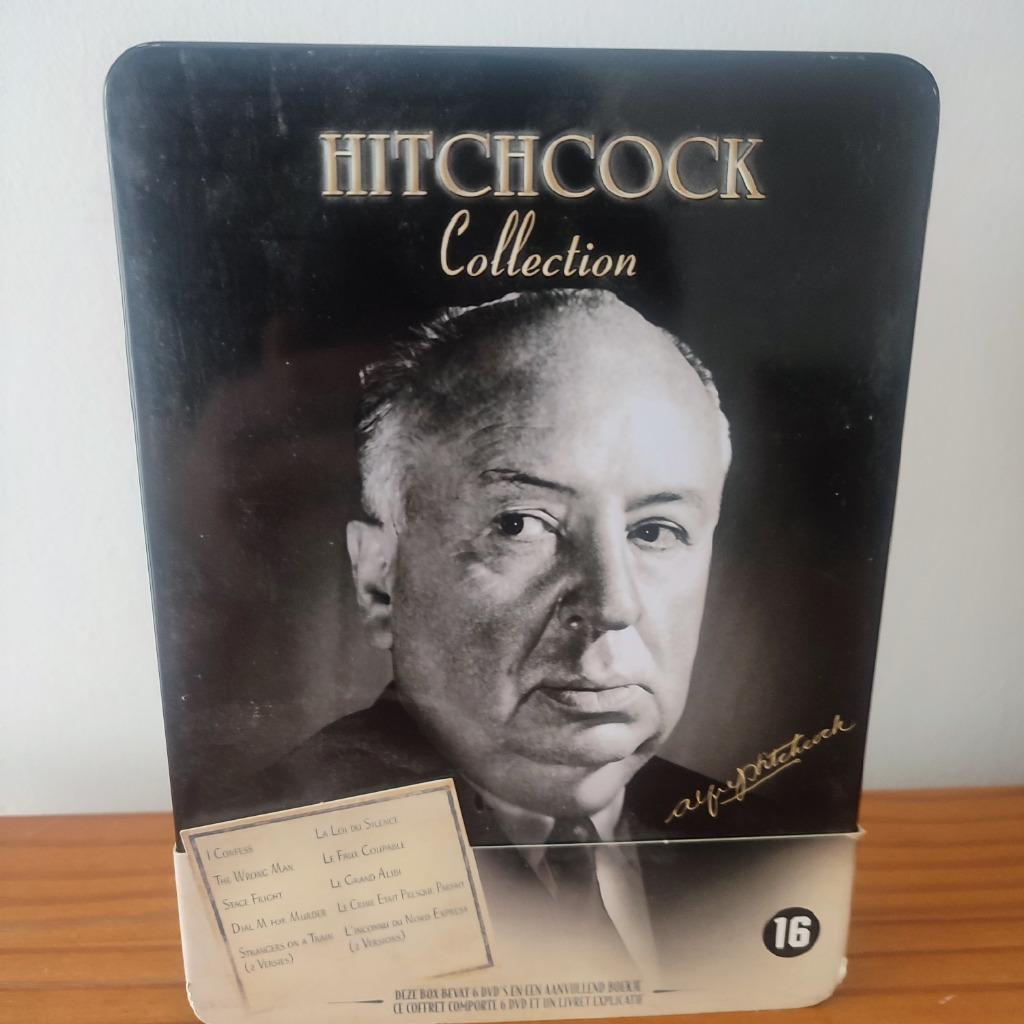 HITCHCOCK
Collection
Alfred Hitchcock
I CONFESS
THE WRONG MAN
STAGE FRIGHT
DIAL M FOR MURDER
STRANGERS ON A TRAIN
(2 VERSIES)
LA LOI DU SILENCE
LE FAUX COUPABLE
LE GRAND ALIBI
LE CRIME ETAIT PRESQUE PARFAIT
L'INCONNU DU NORD EXPRESS
(2 VERSIONS)
16
DEZE BOX BEVAT 6 DVD'S EN EEN AANVULLEND BOEKJE
CE COFFRET COMPORTE 6 DVD ET UN LIVRET EXPLICATIF